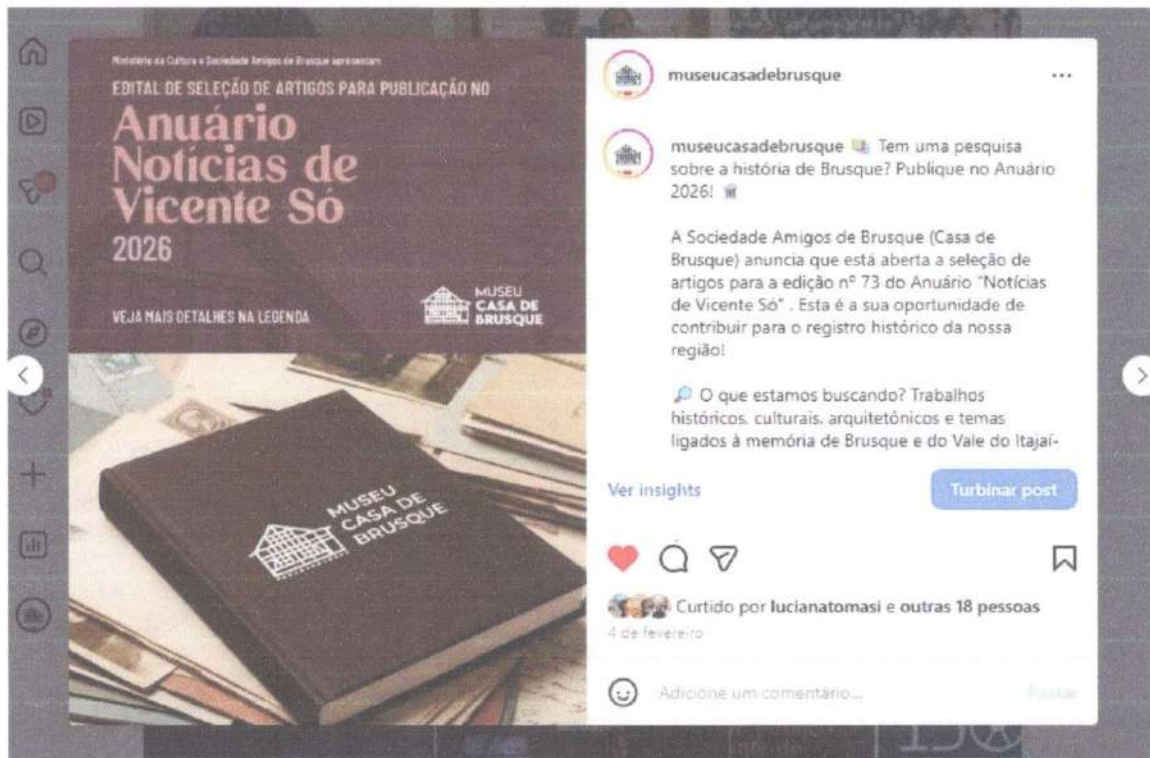 Ministério da Cultura e Sociedade Amigos de Brusque apresentam
EDITAL DE SELEÇÃO DE ARTIGOS PARA PUBLICAÇÃO NO
Anuário
Notícias de
Vicente Só
2026
VEJA MAIS DETALHES NA LEGENDA
MUSEU
CASA DE
BRUSQUE
MUSEU
CASA DE
BRUSQUE
museucasadebrusque
museucasadebrusque Tem uma pesquisa
sobre a história de Brusque? Publique no Anuário
2026!
A Sociedade Amigos de Brusque (Casa de
Brusque) anuncia que está aberta a seleção de
artigos para a edição nº 73 do Anuário "Notícias
de Vicente Só" . Esta é a sua oportunidade de
contribuir para o registro histórico da nossa
região!
O que estamos buscando? Trabalhos
históricos, culturais, arquitetônicos e temas
ligados à memória de Brusque e do Vale do Itajaí-
Ver insights
Turbinar post
Curtido por lucianatomasi e outras 18 pessoas
4 de fevereiro
Adicione um comentário...
Postar